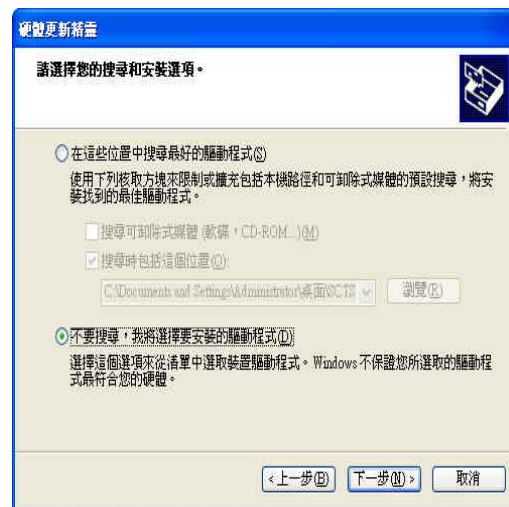 硬體更新精靈
請選擇您的搜尋和安裝選項。
在這些位置中搜尋最好的驅動程式(S)
使用下列核取方塊來限制或擴充包括本機路徑和可卸除式媒體的預設搜尋，將安
裝找到的最佳驅動程式。
搜尋可卸除式媒體 (軟碟，CD-ROM...)(M)
搜尋時包括這個位置(O):
C:\Documents and Settings\Administrator\桌面\SCTS
瀏覽(R)
不要搜尋，我將選擇要安裝的驅動程式(D)
選擇這個選項來從清單中選取裝置驅動程式。Windows 不保證您所選取的驅動程
式最符合您的硬體。
<上一步(B)
下一步(N)>
取消